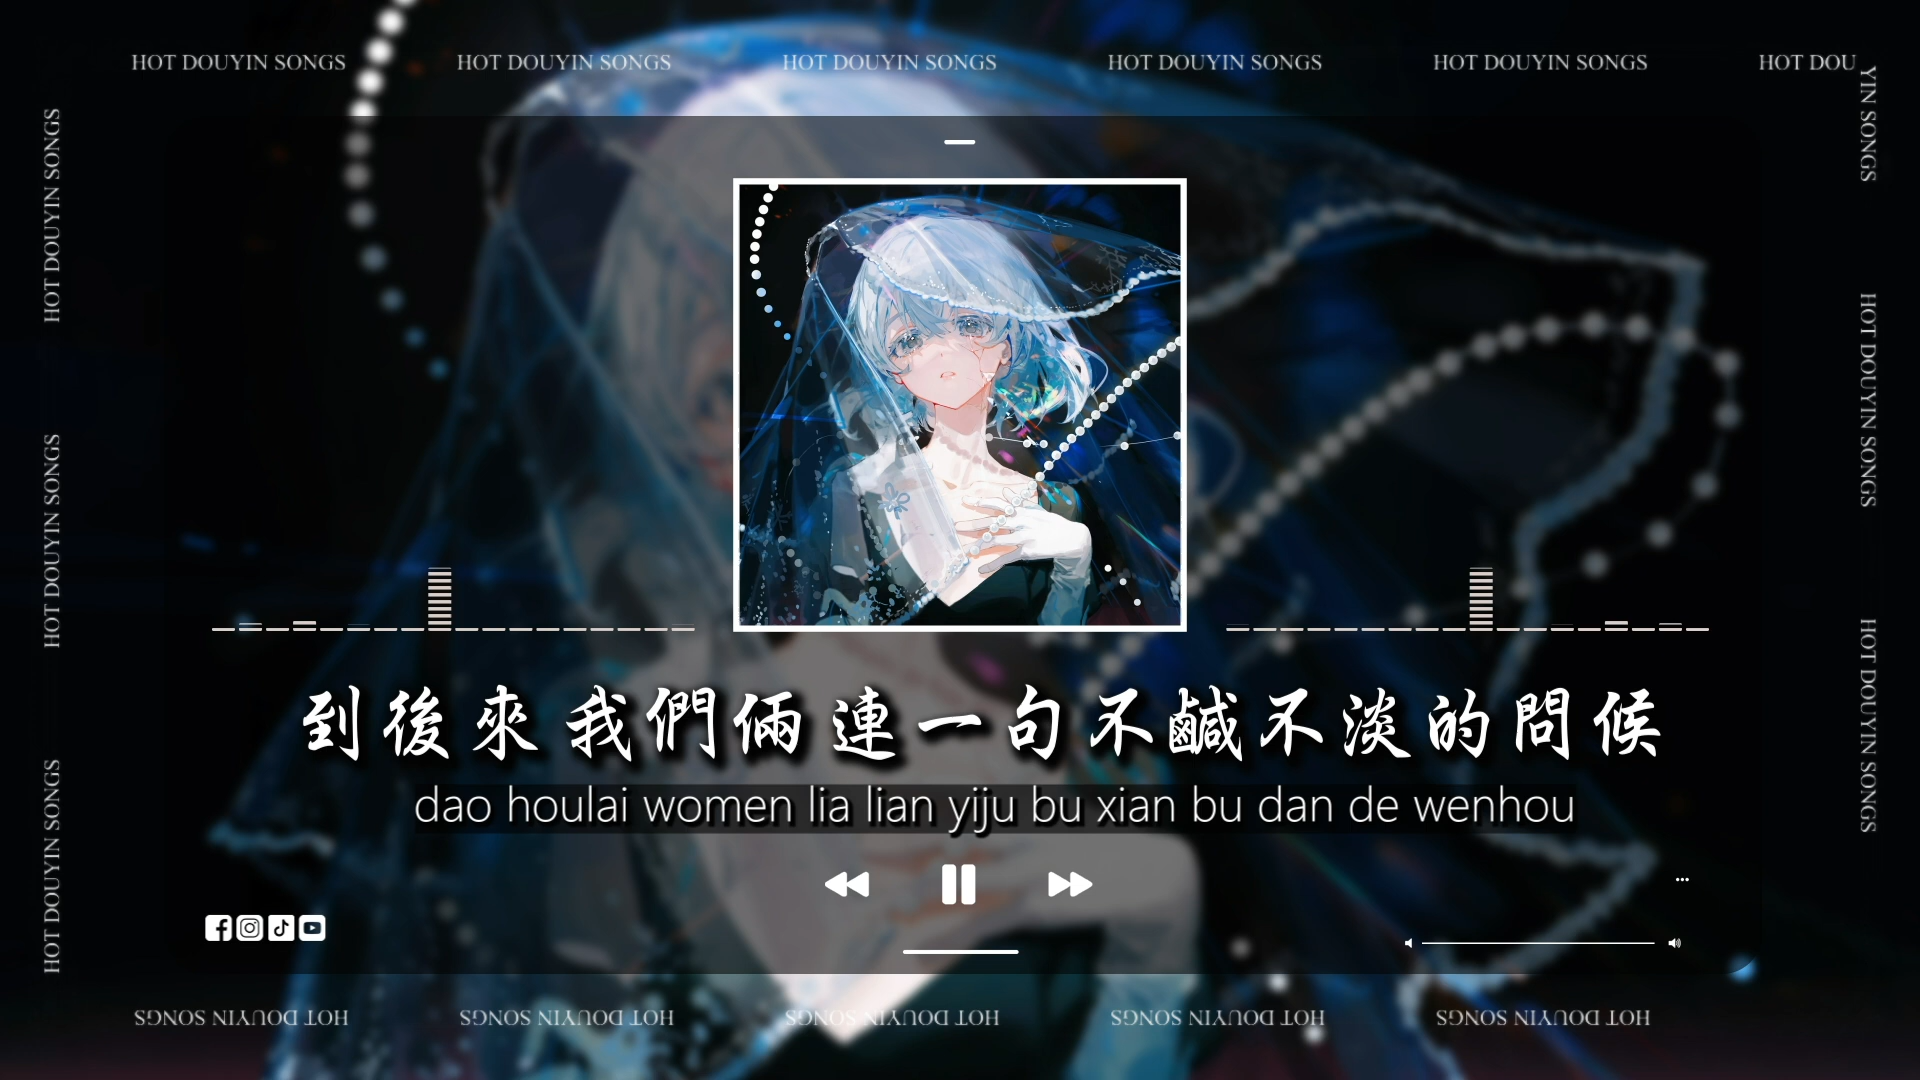 HOT DOUYIN SONGS HOT DOUYIN SONGS HOT DOUYIN SONGS HOT DOUYIN SONGS HOT DOUYIN SONGS HOT DOU
YIN SONGS
HOT DOUYIN SONGS
HOT DOUYIN SONGS
HOT DOUYIN SONGS
HOT DOUYIN SONGS
HOT DOUYIN SONGS
到後來 我們倆 連一句不鹹不淡的問候
dao houlai women lia lian yiju bu xian bu dan de wenhou
HOT DOUYIN SONGS HOT DOUYIN SONGS HOT DOUYIN SONGS HOT DOUYIN SONGS HOT DOUYIN SONGS